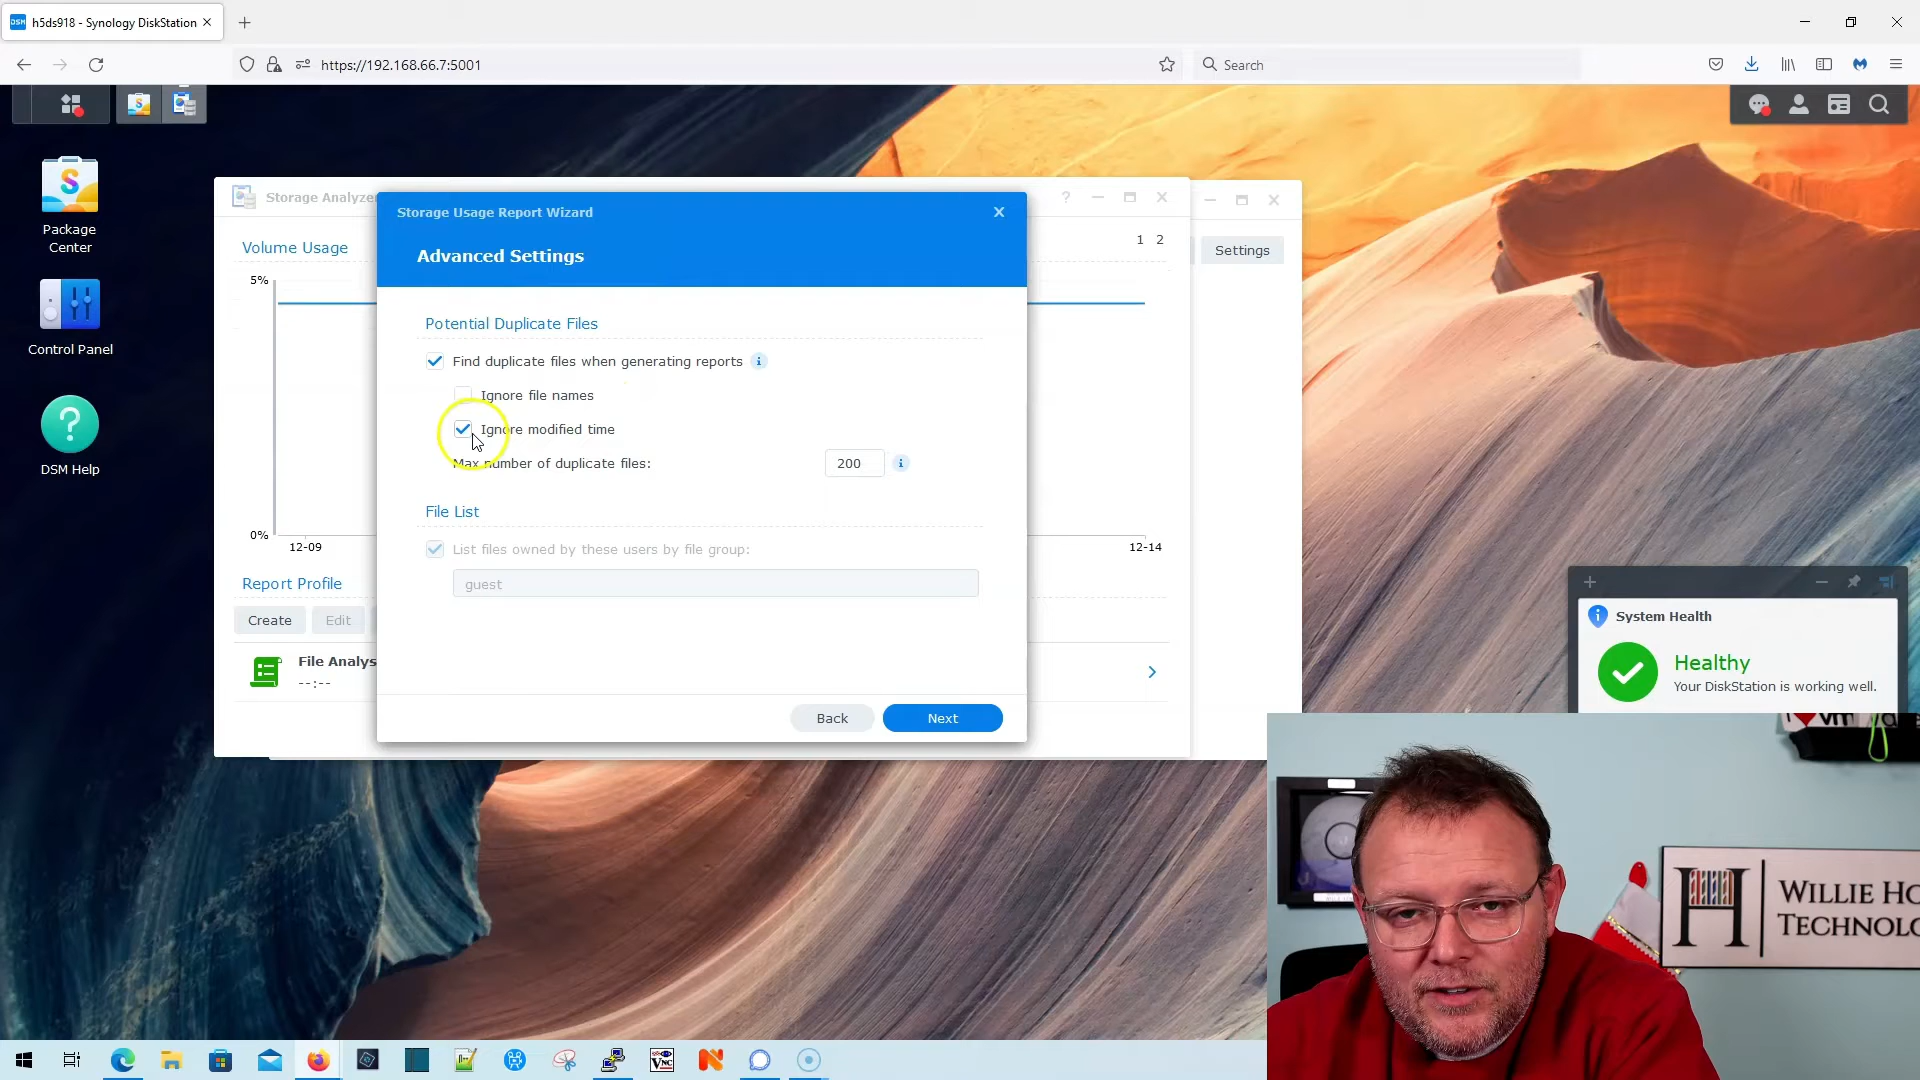 h5ds918 - Synology DiskStation
https://192.168.66.7:5001
Search
Package
Center
Control Panel
DSM Help
Storage Analyzer
Settings
Volume Usage
1 2
5%
0%
12-09
12-14
Report Profile
Create
Edit
File Analys
--:--
Storage Usage Report Wizard
Advanced Settings
Potential Duplicate Files
Find duplicate files when generating reports
Ignore file names
Ignore modified time
Max number of duplicate files:
200
File List
List files owned by these users by file group:
guest
Back
Next
System Health
Healthy
Your DiskStation is working well.
WILLIE HO
TECHNOLO